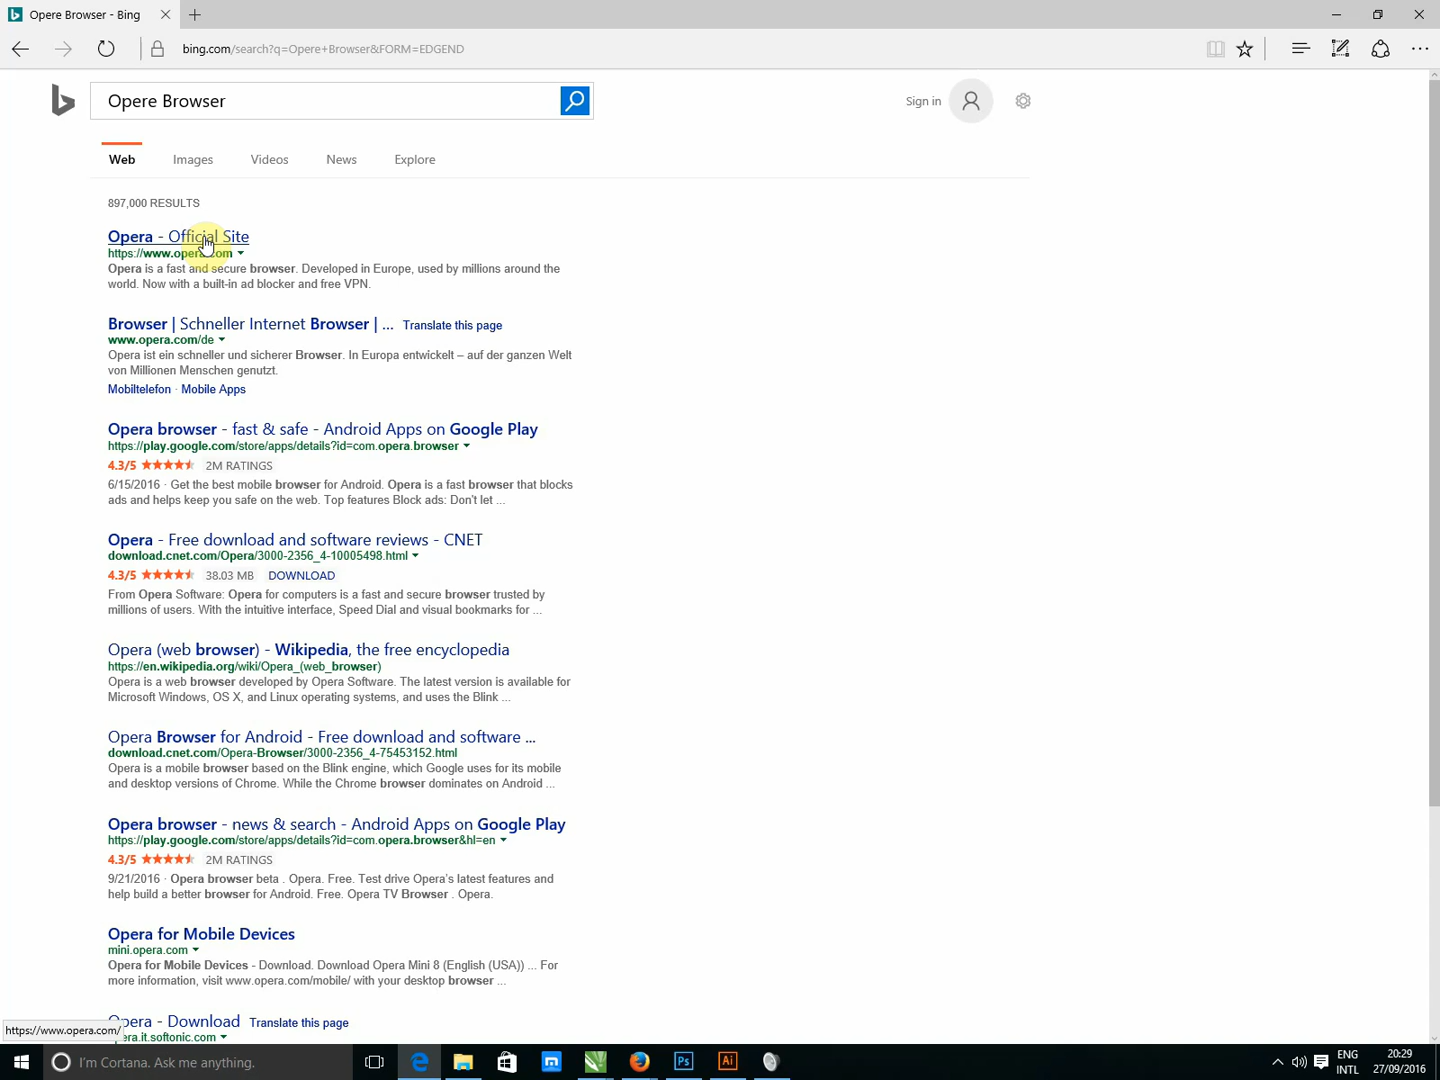 Opere Browser - Bing
bing.com/search?q=Opere+Browser&FORM=EDGEND
Opere Browser
Sign in
Web Images Videos News Explore
897,000 RESULTS
Opera - Official Site
https://www.opera.com
Opera is a fast and secure browser. Developed in Europe, used by millions around the
world. Now with a built-in ad blocker and free VPN.
Browser | Schneller Internet Browser | ... Translate this page
www.opera.com/de
Opera ist ein schneller und sicherer Browser. In Europa entwickelt – auf der ganzen Welt
von Millionen Menschen genutzt.
Mobiltelefon · Mobile Apps
Opera browser - fast & safe - Android Apps on Google Play
https://play.google.com/store/apps/details?id=com.opera.browser
4.3/5 2M RATINGS
6/15/2016 · Get the best mobile browser for Android. Opera is a fast browser that blocks
ads and helps keep you safe on the web. Top features Block ads: Don't let ...
Opera - Free download and software reviews - CNET
download.cnet.com/Opera/3000-2356_4-10005498.html
4.3/5 38.03 MB DOWNLOAD
From Opera Software: Opera for computers is a fast and secure browser trusted by
millions of users. With the intuitive interface, Speed Dial and visual bookmarks for ...
Opera (web browser) - Wikipedia, the free encyclopedia
https://en.wikipedia.org/wiki/Opera_(web_browser)
Opera is a web browser developed by Opera Software. The latest version is available for
Microsoft Windows, OS X, and Linux operating systems, and uses the Blink ...
Opera Browser for Android - Free download and software ...
download.cnet.com/Opera-Browser/3000-2356_4-75453152.html
Opera is a mobile browser based on the Blink engine, which Google uses for its mobile
and desktop versions of Chrome. While the Chrome browser dominates on Android ...
Opera browser - news & search - Android Apps on Google Play
https://play.google.com/store/apps/details?id=com.opera.browser&hl=en
4.3/5 2M RATINGS
9/21/2016 · Opera browser beta . Opera. Free. Test drive Opera's latest features and
help build a better browser for Android. Free. Opera TV Browser . Opera.
Opera for Mobile Devices
mini.opera.com
Opera for Mobile Devices - Download. Download Opera Mini 8 (English (USA)) ... For
more information, visit www.opera.com/mobile/ with your desktop browser ...
Opera - Download Translate this page
https://www.opera.com/
era.it.softonic.com
I'm Cortana. Ask me anything.
Ps
Ai
ENG
INTL
20:29
27/09/2016